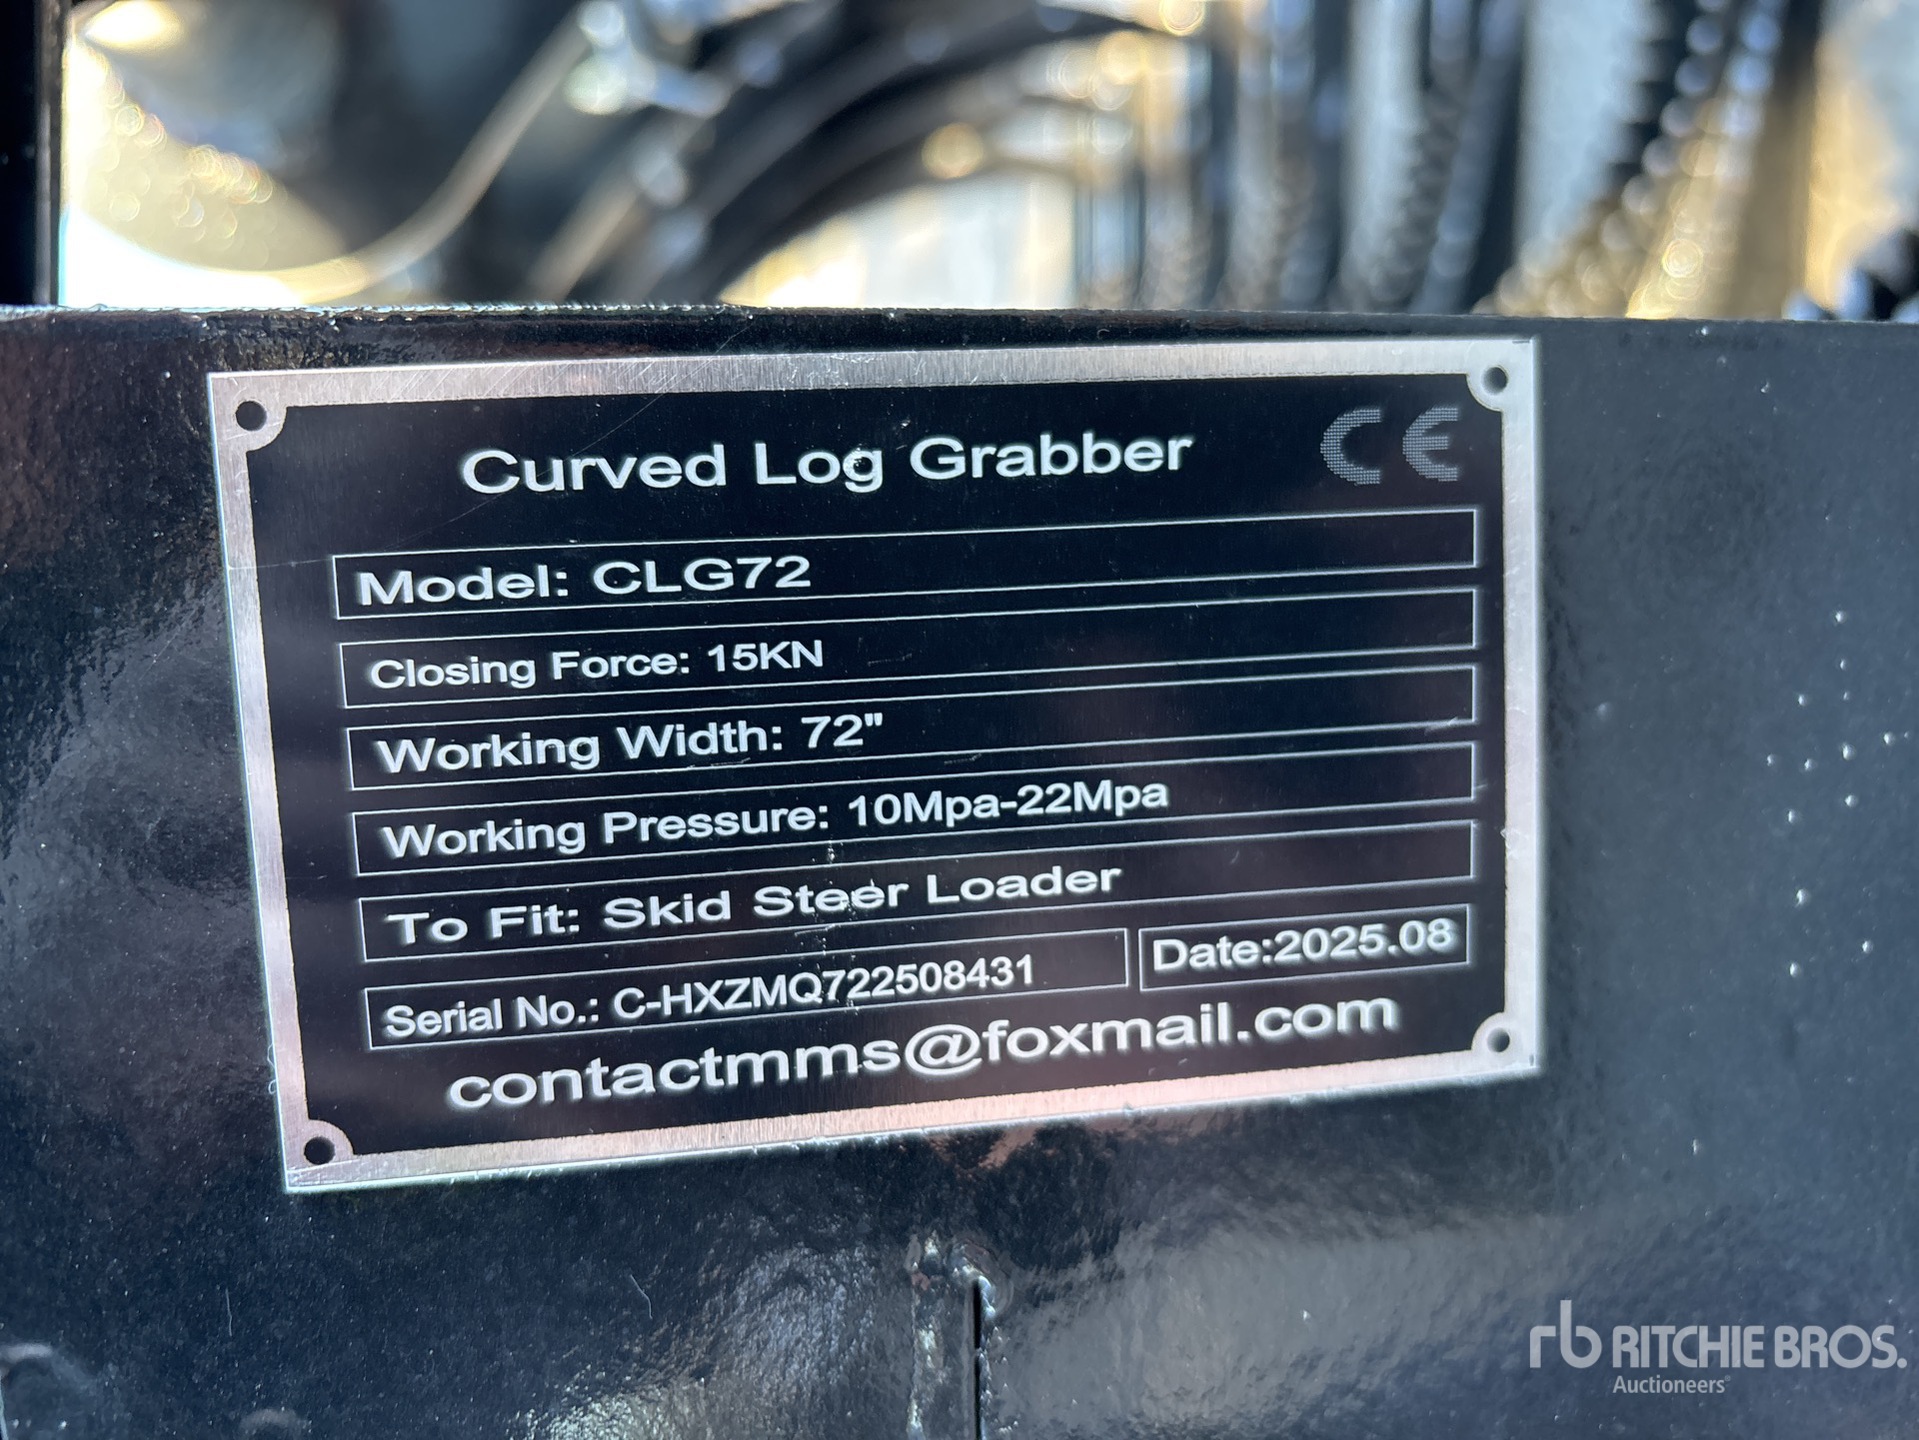 Curved Log Grabber CE
Model: CLG72
Closing Force: 15KN
Working Width: 72"
Working Pressure: 10Mpa-22Mpa
To Fit: Skid Steer Loader
Serial No.: C-HXZMQ722508431 Date:2025.08
contactmms@foxmail.com
rb RITCHIE BROS.
Auctioneers